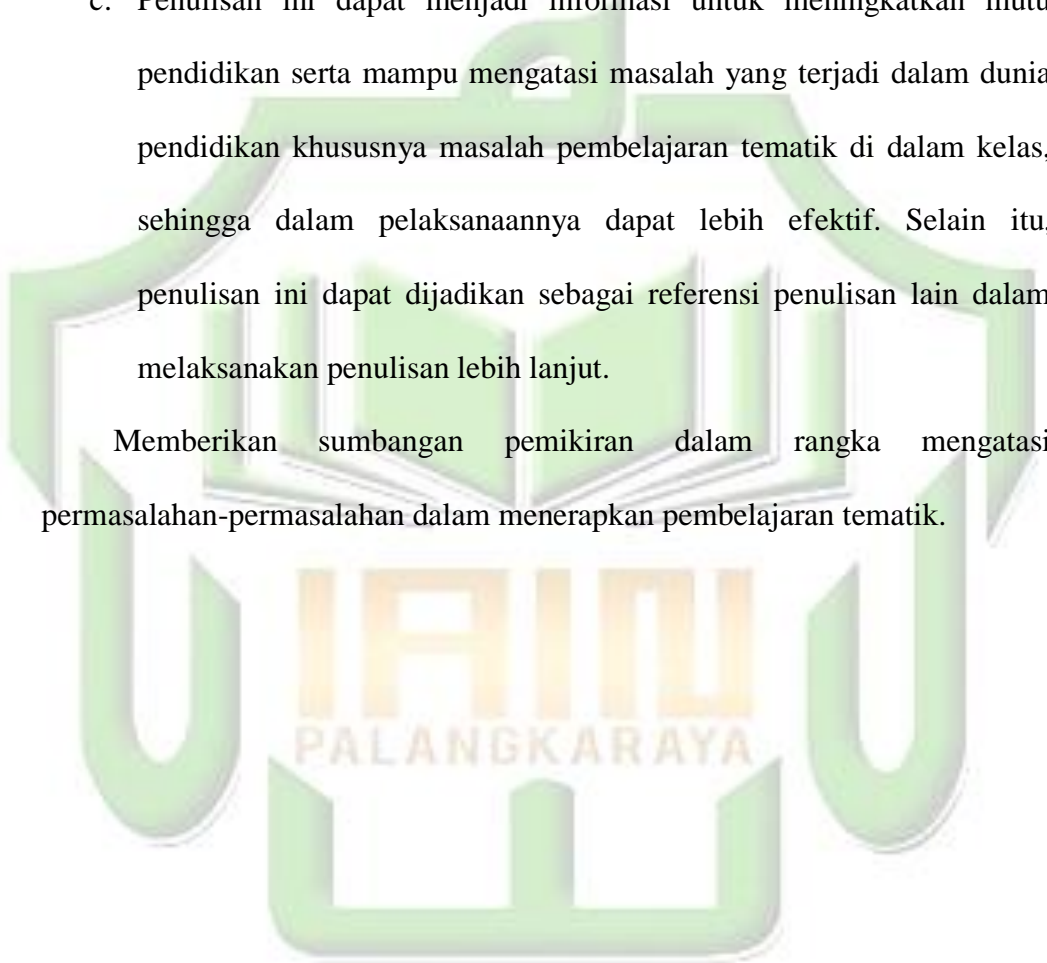 c. Penulisan ini dapat menjadi informasi untuk meningkatkan mutu
pendidikan serta mampu mengatasi masalah yang terjadi dalam dunia
pendidikan khususnya masalah pembelajaran tematik di dalam kelas,
sehingga dalam pelaksanaannya dapat lebih efektif. Selain itu,
penulisan ini dapat dijadikan sebagai referensi penulisan lain dalam
melaksanakan penulisan lebih lanjut.
Memberikan sumbangan pemikiran dalam rangka mengatasi
permasalahan-permasalahan dalam menerapkan pembelajaran tematik.
IAIN
PALANGKARAYA